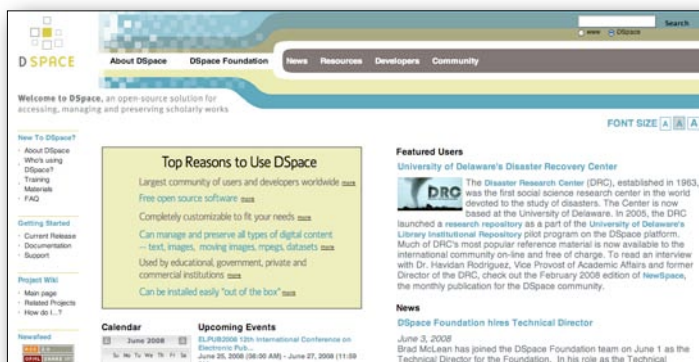 Search
www DSpace
DSPACE
About DSpace DSpace Foundation News Resources Developers Community
Welcome to DSpace, an open-source solution for
accessing, managing and preserving scholarly works
FONT SIZE A A A
New To DSpace?
About DSpace
Who's using
DSpace?
Training
Materials
FAQ
Getting Started
Current Release
Documentation
Support
Project Wiki
Main page
Related Projects
How do I...?
Newsfeed
Top Reasons to Use DSpace
Largest community of users and developers worldwide more
Free open source software more
Completely customizable to fit your needs more
Can manage and preserve all types of digital content
-- text, images, moving images, mpegs, datasets more
Used by educational, government, private and
commercial institutions more
Can be installed easily "out of the box" more
Calendar
June 2008
Su Mo Tu We Th Fr Sa
Upcoming Events
ELPUB2008 12th International Conference on
Electronic Pub...
June 25, 2008 (08:00 AM) - June 27, 2008 (11:59
Featured Users
University of Delaware's Disaster Recovery Center
DRC
The Disaster Research Center (DRC), established in 1963,
was the first social science research center in the world
devoted to the study of disasters. The Center is now
based at the University of Delaware. In 2005, the DRC
launched a research repository as a part of the University of Delaware's
Library Institutional Repository pilot program on the DSpace platform.
Much of DRC's most popular reference material is now available to the
international community on-line and free of charge. To read an interview
with Dr. Havidan Rodriguez, Vice Provost of Academic Affairs and former
Director of the DRC, check out the February 2008 edition of NewSpace,
the monthly publication for the DSpace community.
News
DSpace Foundation hires Technical Director
June 3, 2008
Brad McLean has joined the DSpace Foundation team on June 1 as the
Technical Director for the Foundation. In his role as the Technical